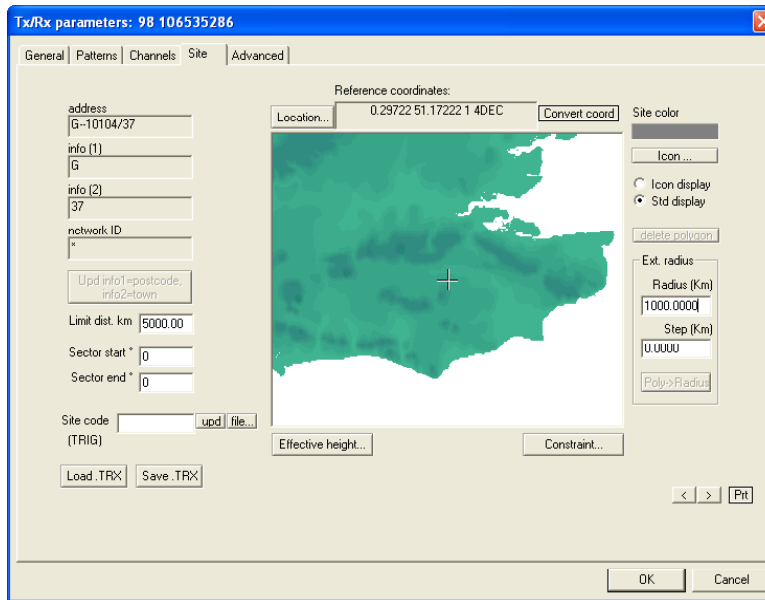 Tx/Rx parameters: 98 106535286
General
Patterns
Channels
Site
Advanced
address
G--10104/37
info (1)
G
info (2)
37
network ID
*
Upd info1=postcode,
info2=town
Limit dist. km
5000.00
Sector start °
0
Sector end °
0
Site code
(TRIG)
upd
file...
Load .TRX
Save .TRX
Reference coordinates:
Location...
0.29722 51.17222 1 4DEC
Convert coord
Effective height...
Constraint...
Site color
Icon ...
Icon display
Std display
delete polygon
Ext. radius
Radius (Km)
1000.0000
Step (Km)
0.0000
Poly->Radius
<
>
Prt
OK
Cancel